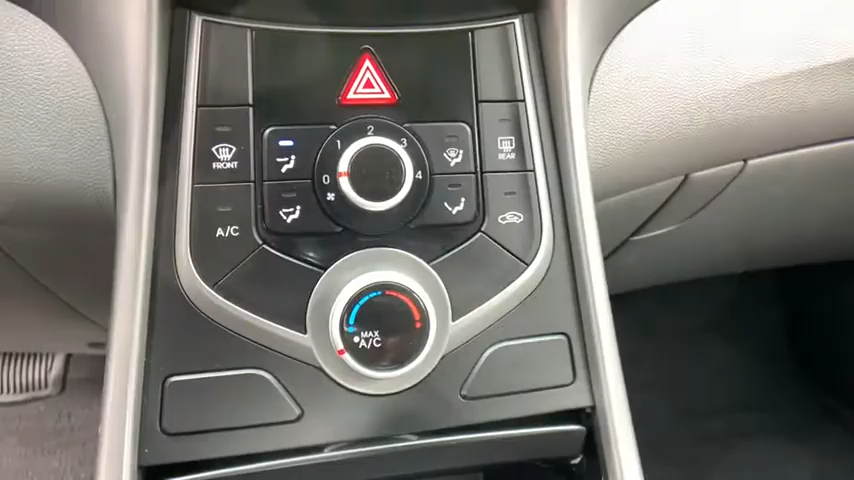 2
1 3
FRONT
REAR
0 4
A/C
MAX
A/C